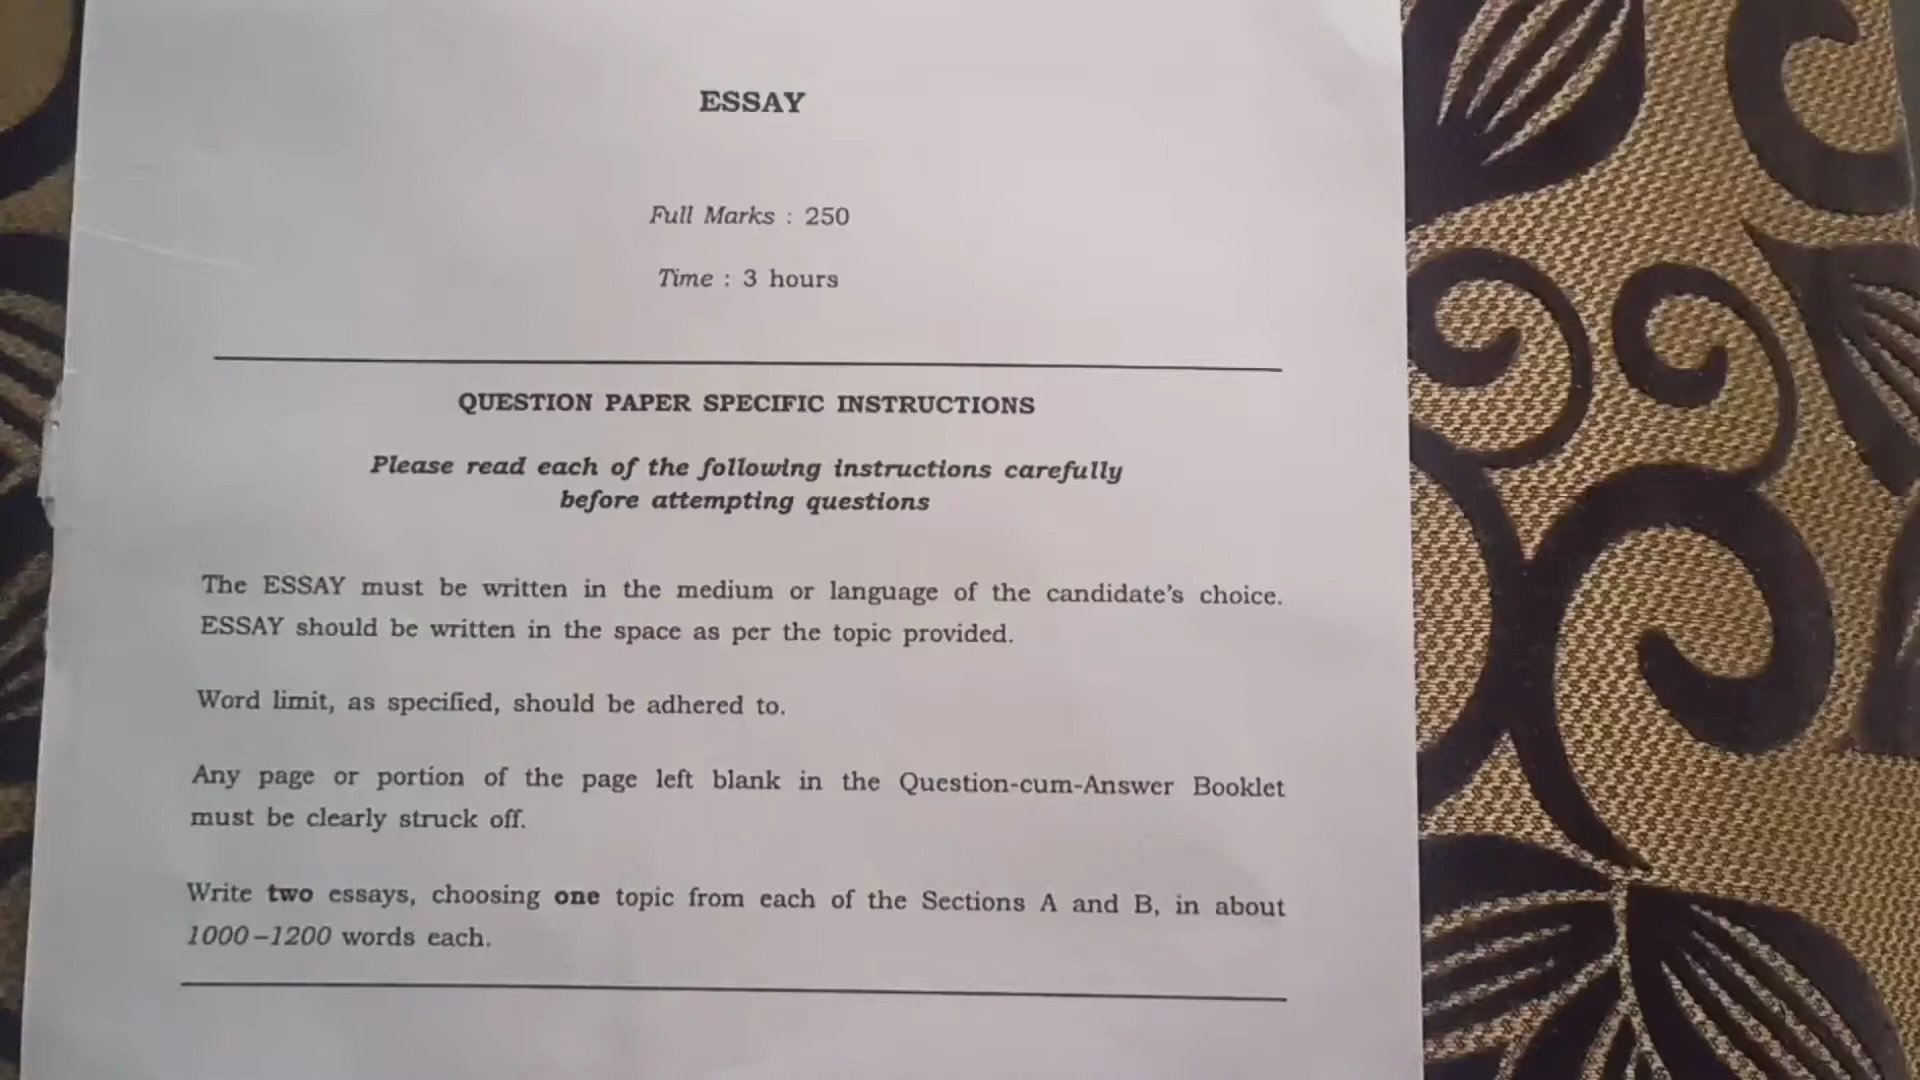 ESSAY
Full Marks : 250
Time : 3 hours
QUESTION PAPER SPECIFIC INSTRUCTIONS
Please read each of the following instructions carefully
before attempting questions
The ESSAY must be written in the medium or language of the candidate's choice.
ESSAY should be written in the space as per the topic provided.
Word limit, as specified, should be adhered to.
Any page or portion of the page left blank in the Question-cum-Answer Booklet
must be clearly struck off.
Write two essays, choosing one topic from each of the Sections A and B, in about
1000–1200 words each.